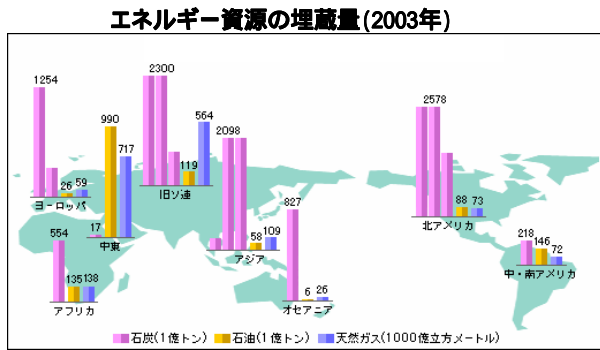 エネルギー資源の埋蔵量(2003年)
1254
26
59
ヨーロッパ
990
717
17
中東
2300
119
564
旧ソ連
2098
58
109
アジア
554
135
138
アフリカ
827
6
26
オセアニア
2578
88
73
北アメリカ
218
146
72
中・南アメリカ
石炭(1億トン) 石油(1億トン) 天然ガス(1000億立方メートル)